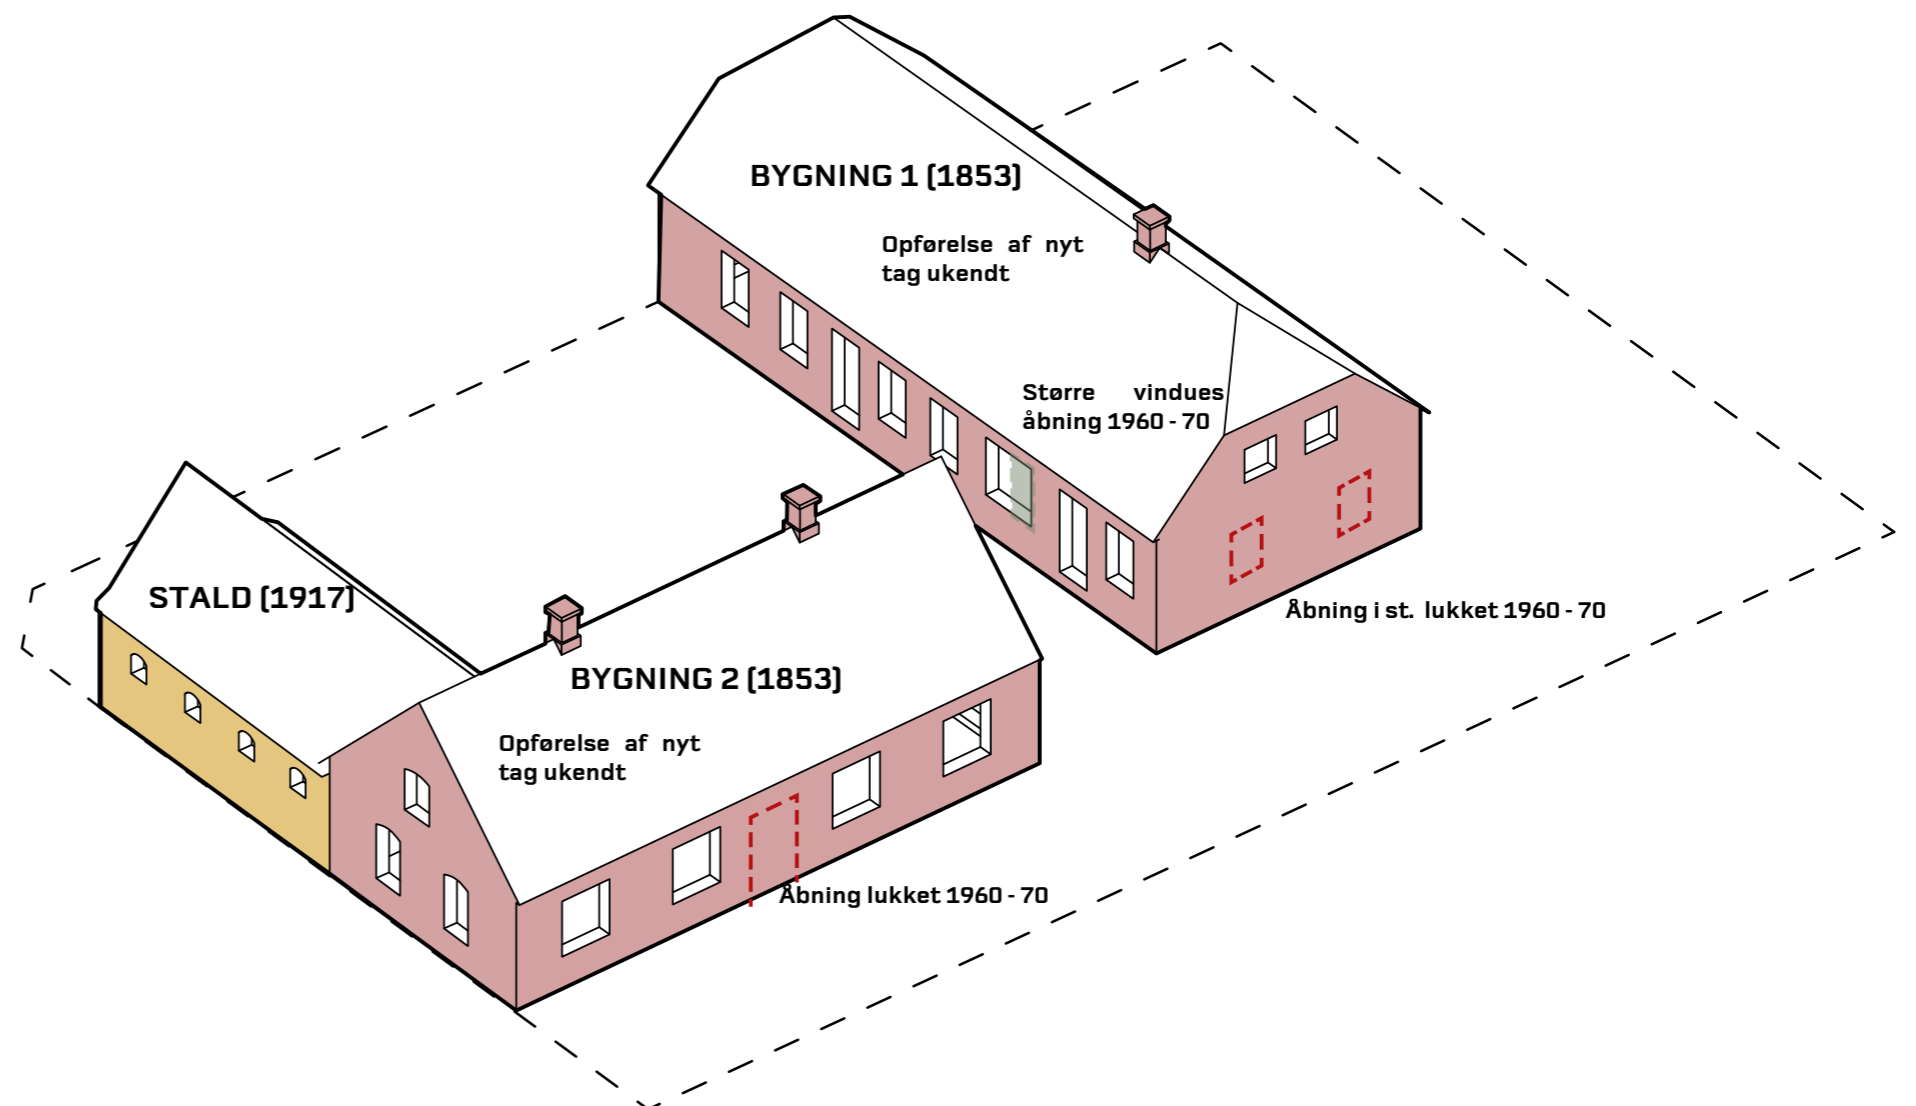 BYGNING 1 (1853)
Opførelse af nyt
tag ukendt
Større vindues
åbning 1960 - 70
Åbning i st. lukket 1960 - 70
STALD (1917)
BYGNING 2 (1853)
Opførelse af nyt
tag ukendt
Åbning lukket 1960 - 70